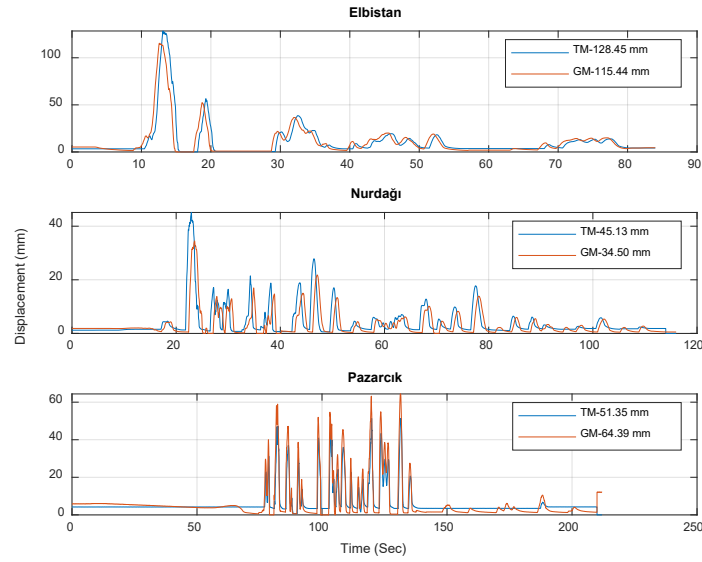 Elbistan
100
50
0
TM-128.45 mm
GM-115.44 mm
0 10 20 30 40 50 60 70 80 90
Nurdağı
40
20
0
TM-45.13 mm
GM-34.50 mm
0 20 40 60 80 100 120
Displacement (mm)
Pazarcık
60
40
20
0
TM-51.35 mm
GM-64.39 mm
0 50 100 150 200 250
Time (Sec)